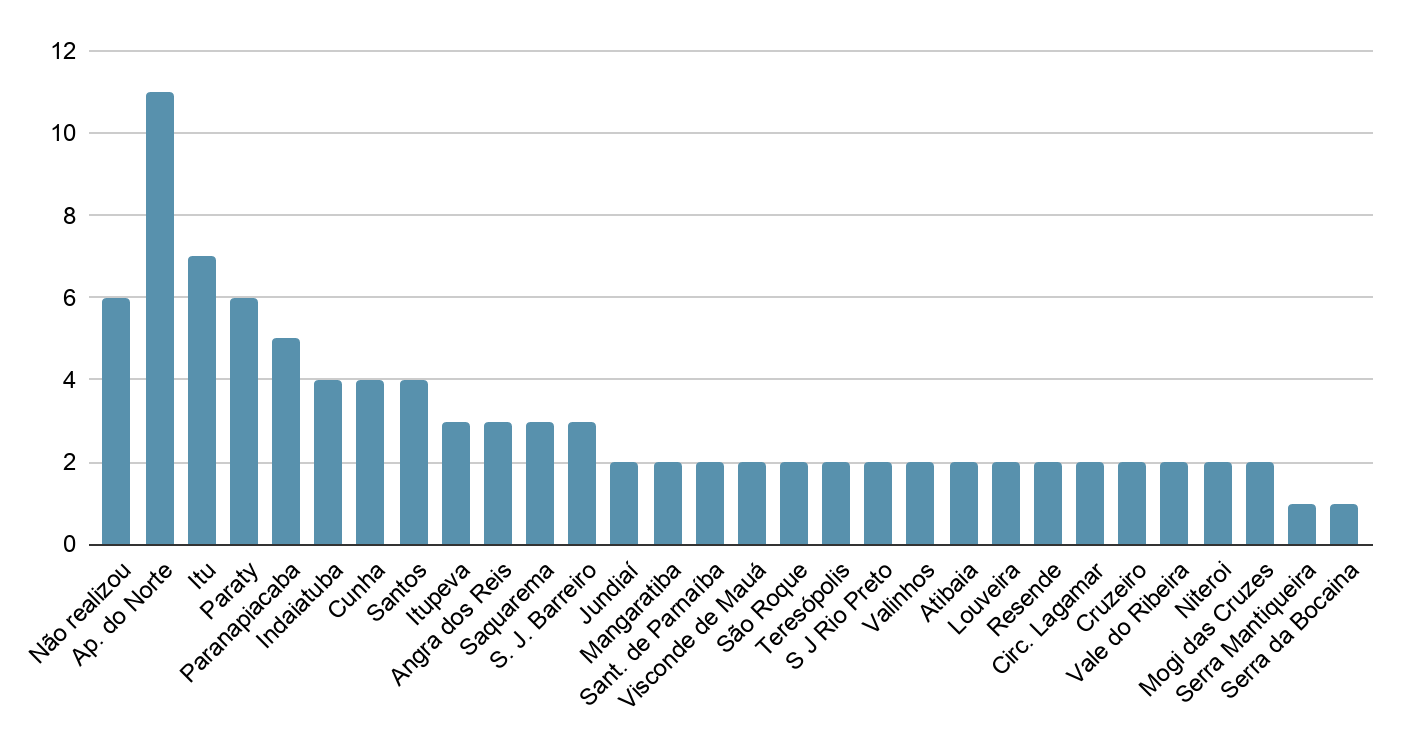 12
10
8
6
4
2
0
Não realizou
Ap. do Norte
Itu
Paraty
Paranapiacaba
Indaiatuba
Cunha
Santos
Itupeva
Angra dos Reis
Saquarema
S. J. Barreiro
Jundiaí
Mangaratiba
Sant. de Parnaíba
Visconde de Mauá
São Roque
Teresópolis
S J Rio Preto
Valinhos
Atibaia
Louveira
Resende
Circ. Lagamar
Cruzeiro
Vale do Ribeira
Niteroi
Mogi das Cruzes
Serra Mantiqueira
Serra da Bocaina